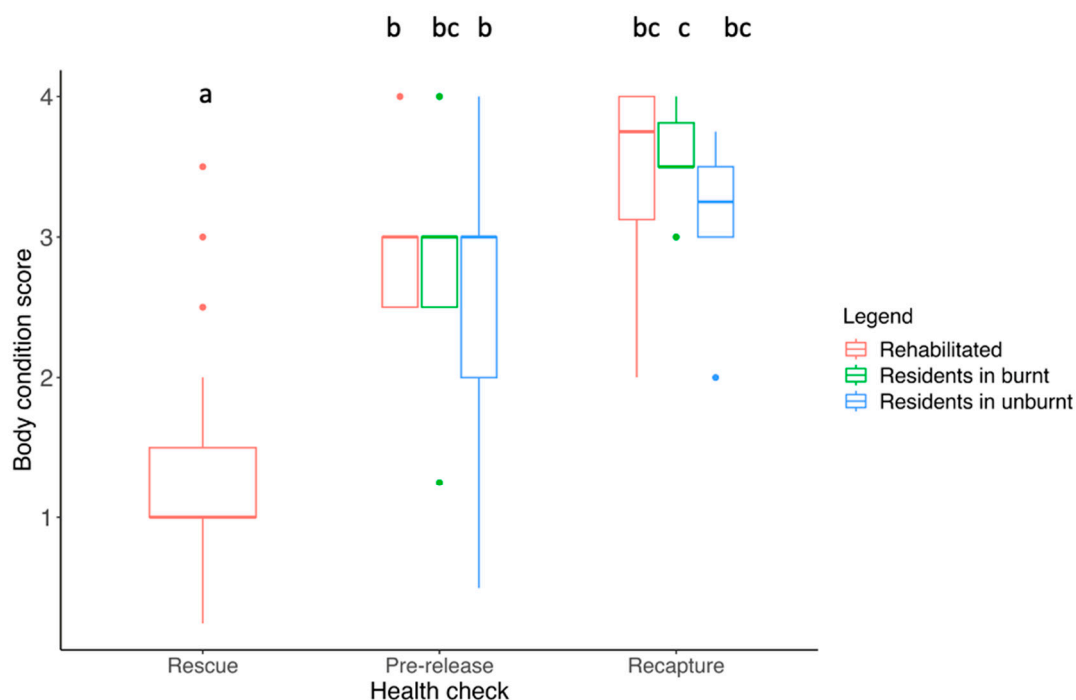 b bc b bc c bc
a
4
3
2
1
Body condition score
Rescue Pre-release Recapture
Health check
Legend
Rehabilitated
Residents in burnt
Residents in unburnt